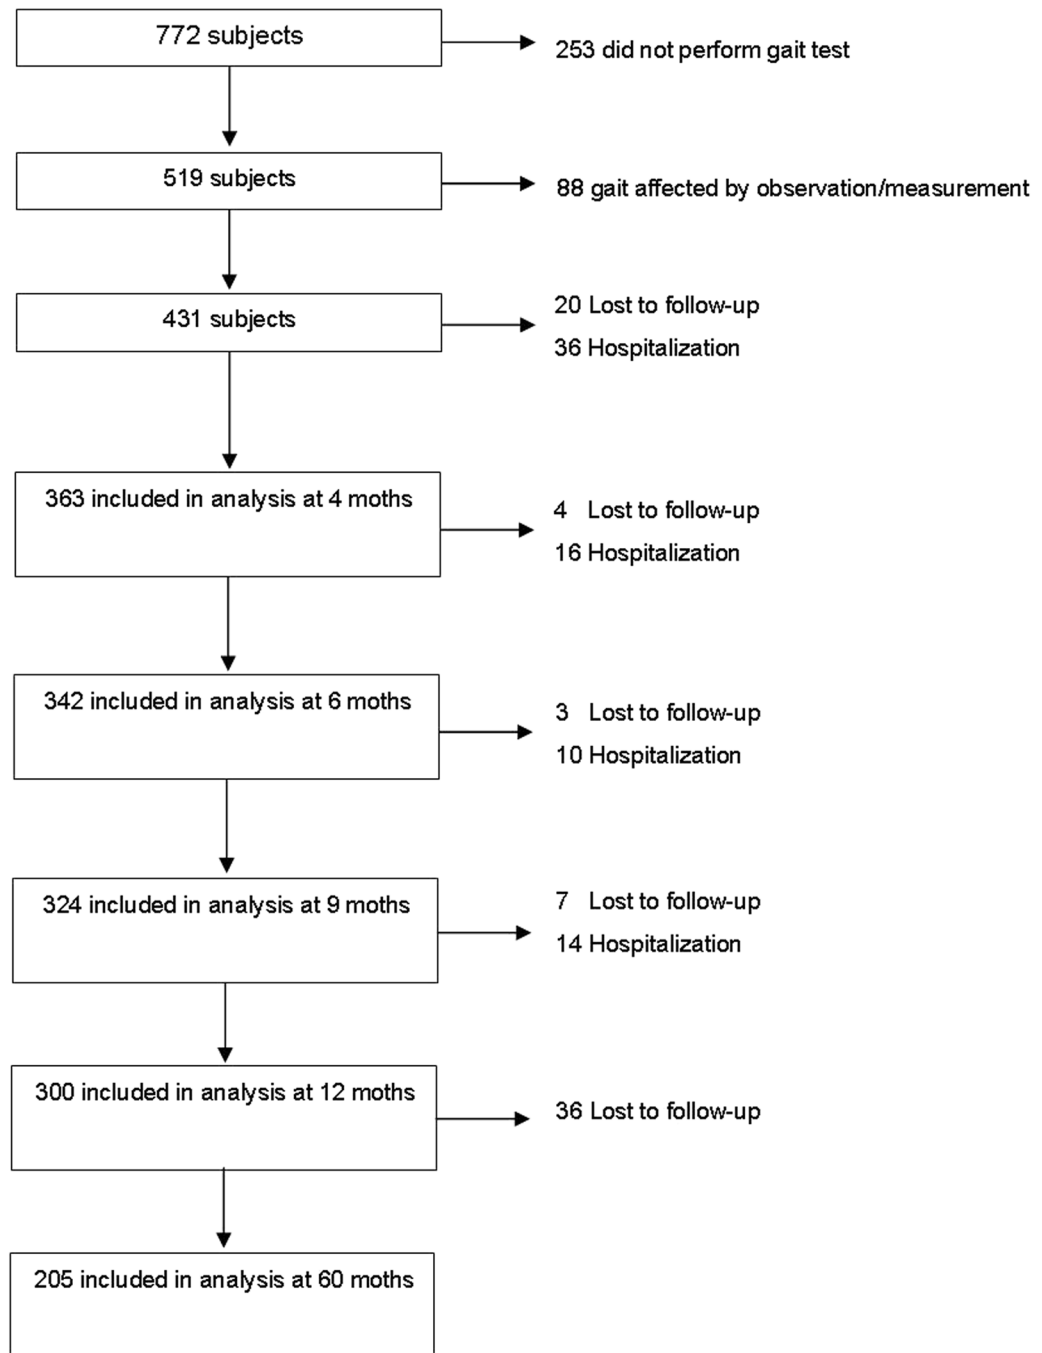 772 subjects
253 did not perform gait test
519 subjects
88 gait affected by observation/measurement
431 subjects
20 Lost to follow-up
36 Hospitalization
363 included in analysis at 4 moths
4 Lost to follow-up
16 Hospitalization
342 included in analysis at 6 moths
3 Lost to follow-up
10 Hospitalization
324 included in analysis at 9 moths
7 Lost to follow-up
14 Hospitalization
300 included in analysis at 12 moths
36 Lost to follow-up
205 included in analysis at 60 moths